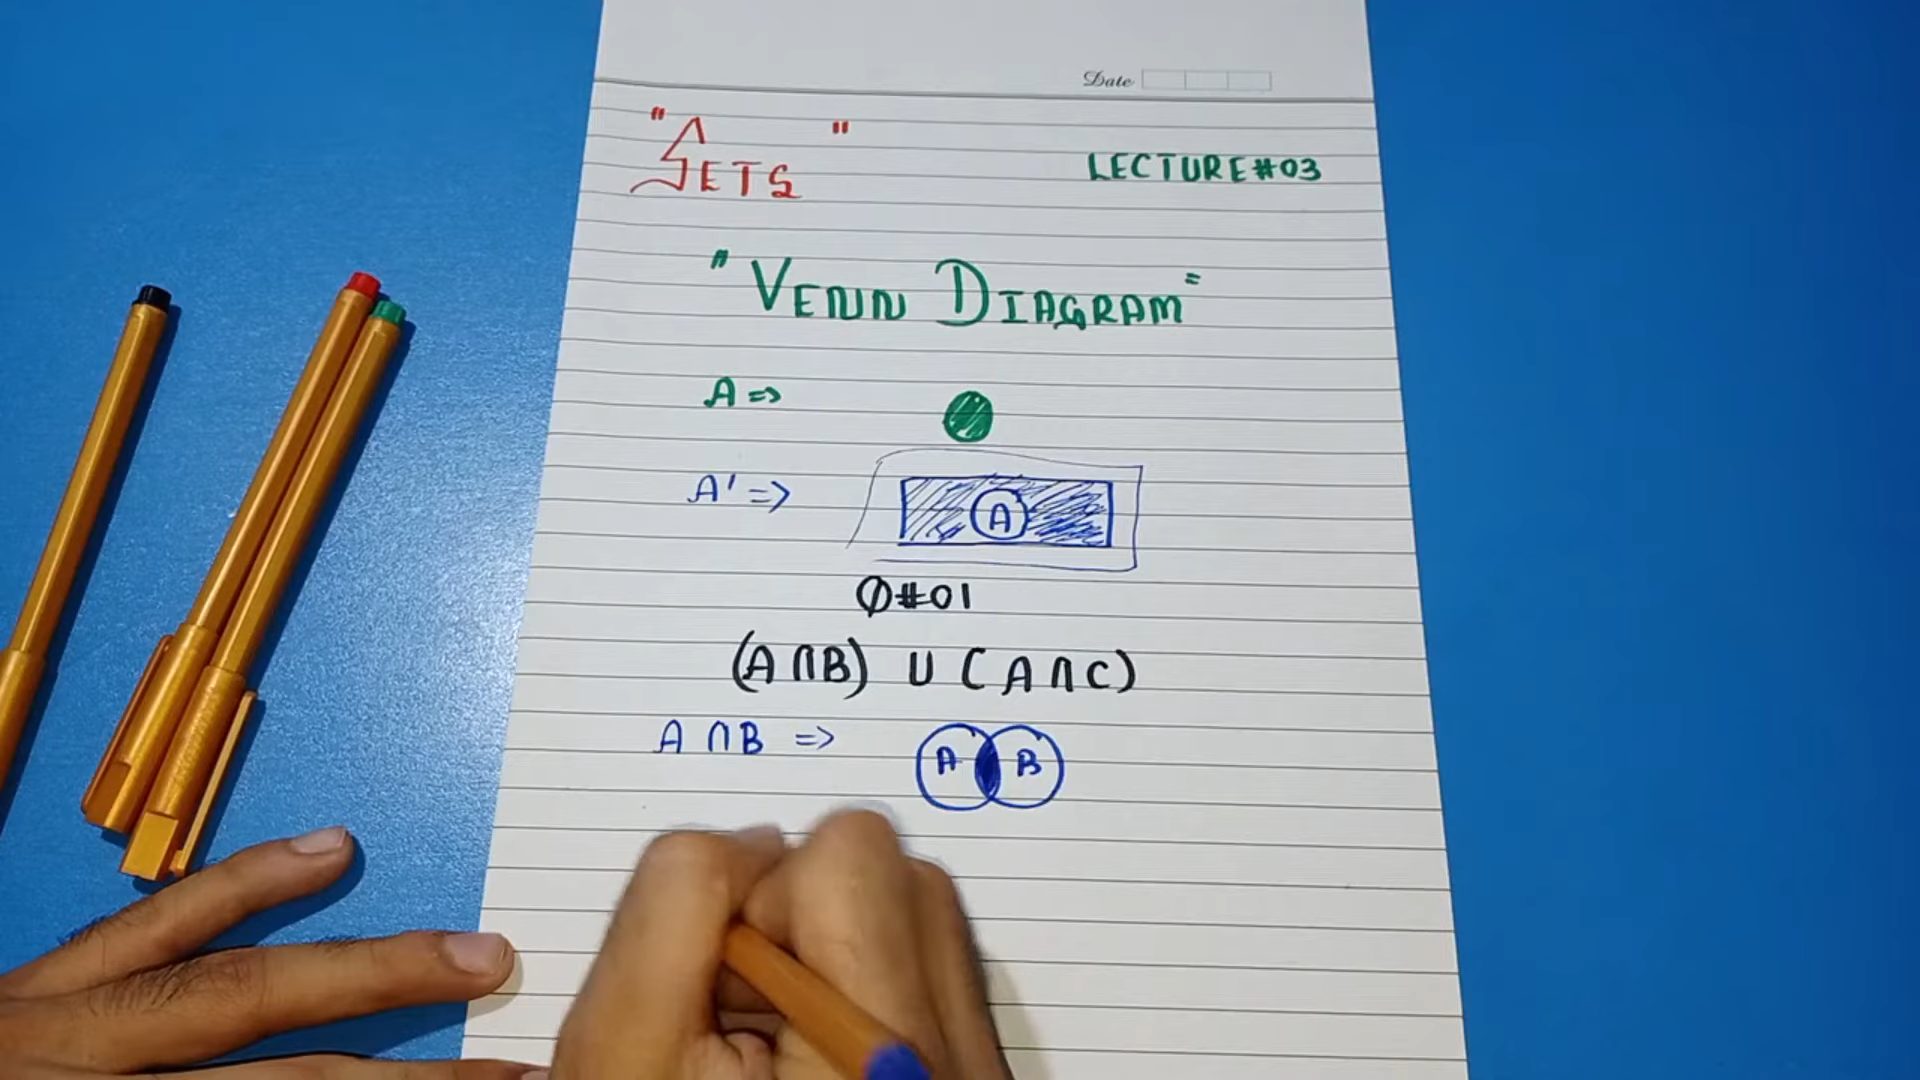 Date
"SETS"
LECTURE#03
"VENN DIAGRAM"
A =>
A' =>
A
Q#01
(A∩B) ∪ (A∩C)
A ∩B =>
A B